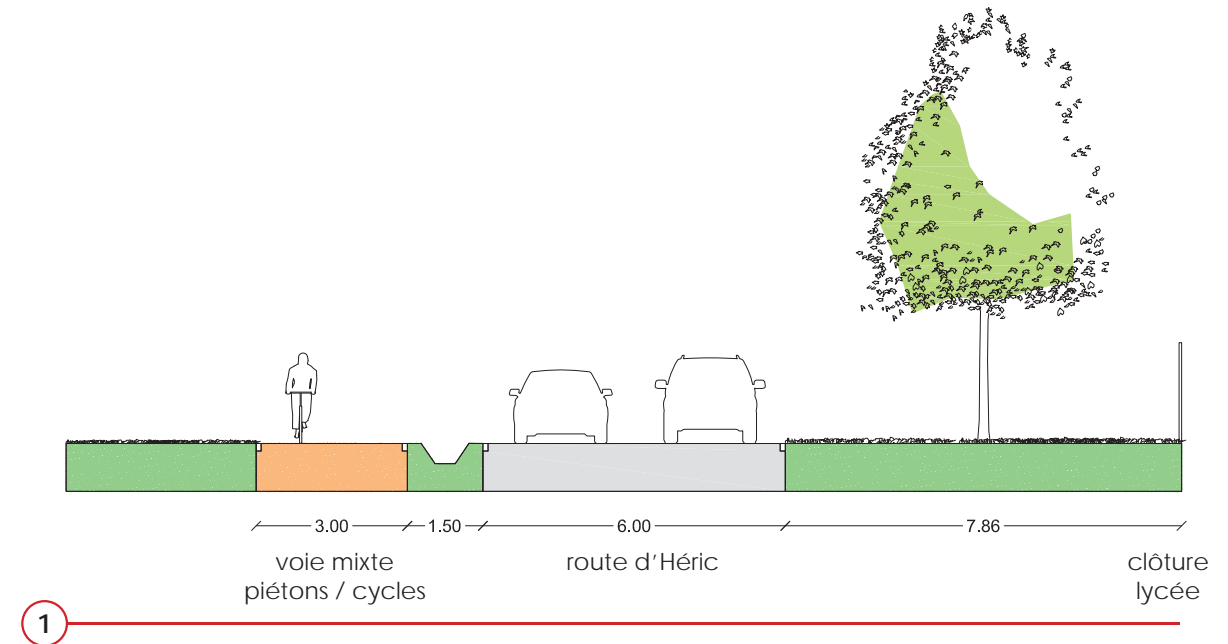 3.00
1.50
6.00
7.86
voie mixte
piétons / cycles
route d'Héric
clôture
lycée
1